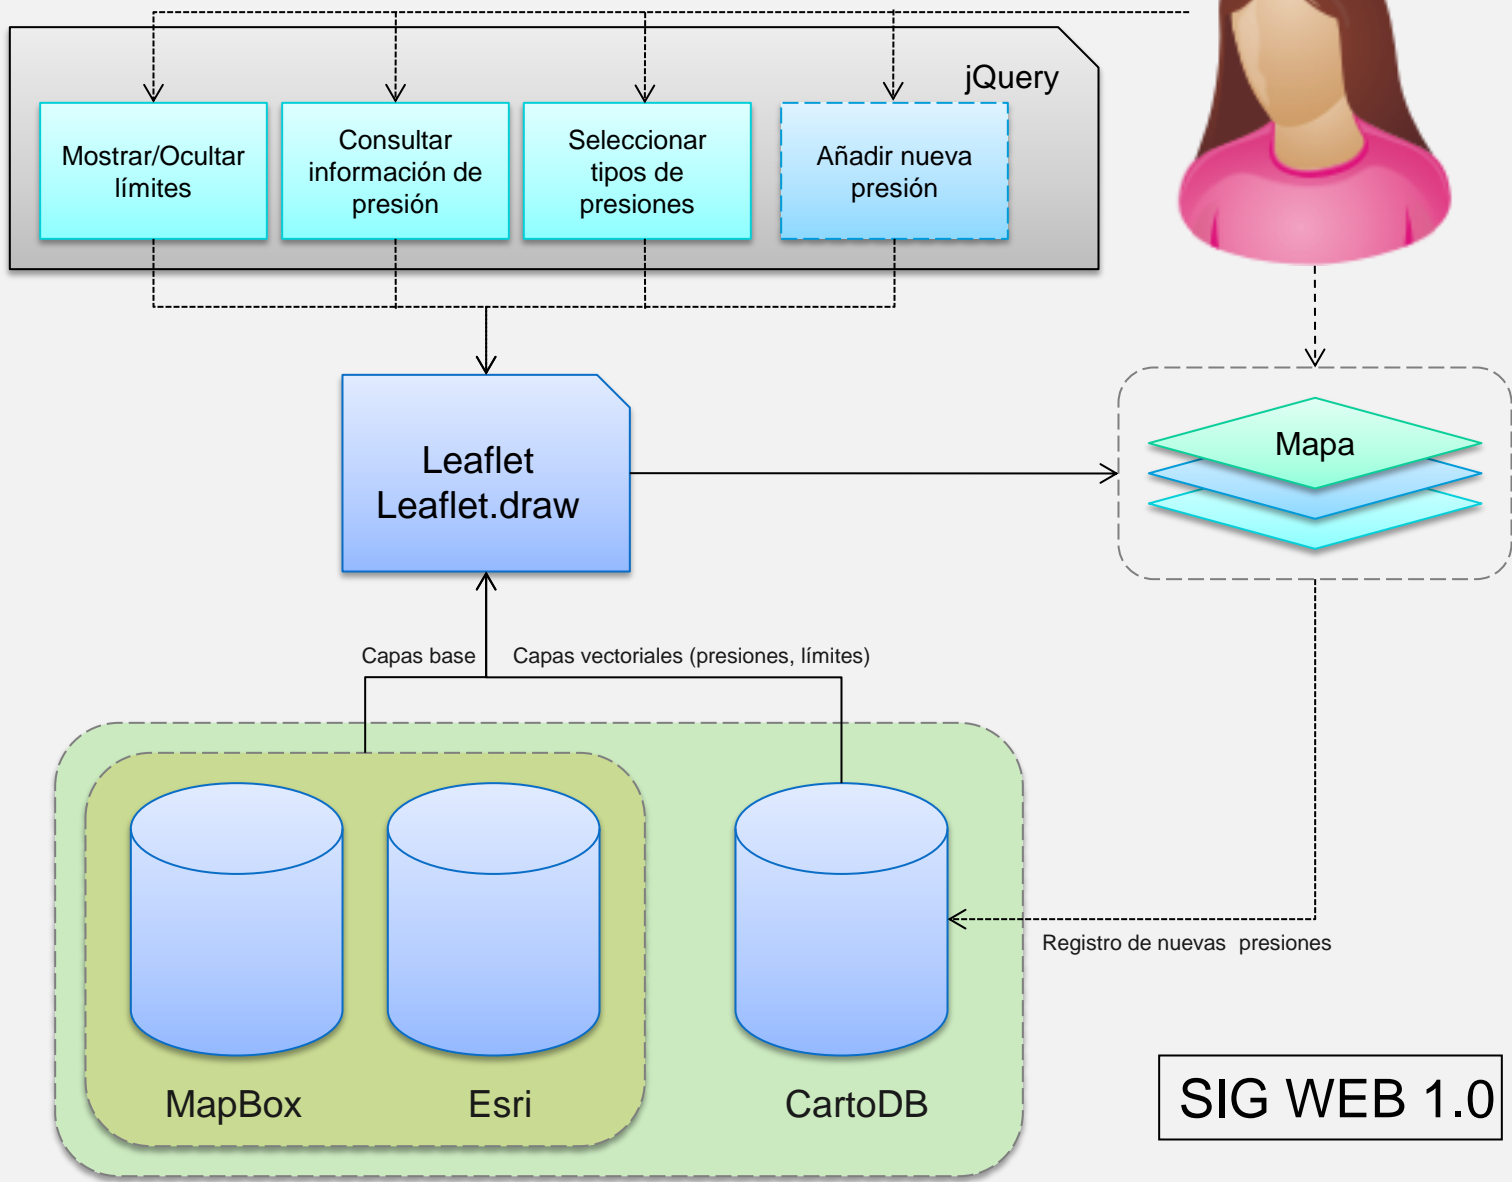 jQuery
Mostrar/Ocultar
límites
Consultar
información de
presión
Seleccionar
tipos de
presiones
Añadir nueva
presión
Leaflet
Leaflet.draw
Mapa
Capas base
Capas vectoriales (presiones, límites)
Registro de nuevas presiones
MapBox
Esri
CartoDB
SIG WEB 1.0